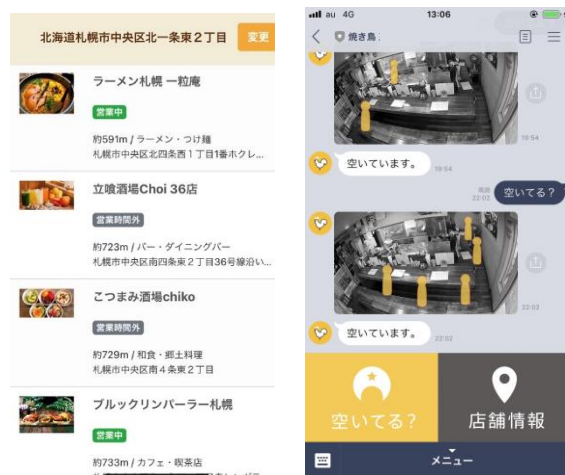 北海道札幌市中央区北一条東2丁目
変更
ラーメン札幌 一粒庵
営業中
約591m / ラーメン・つけ麺
札幌市中央区北四条西1丁目1番ホクレ...
立喰酒場Choi 36店
営業時間外
約723m / バー・ダイニングバー
札幌市中央区南四条東2丁目36号線沿い...
こつまみ酒場chiko
営業時間外
約729m / 和食・郷土料理
札幌市中央区南4条東2丁目
ブルックリンパーラー札幌
営業中
約733m / カフェ・喫茶店
au 4G
13:06
焼き鳥:
19:54
空いています。
19:54
既読
22:02
空いてる?
22:02
空いています。
22:02
空いてる?
店舗情報
メニュー